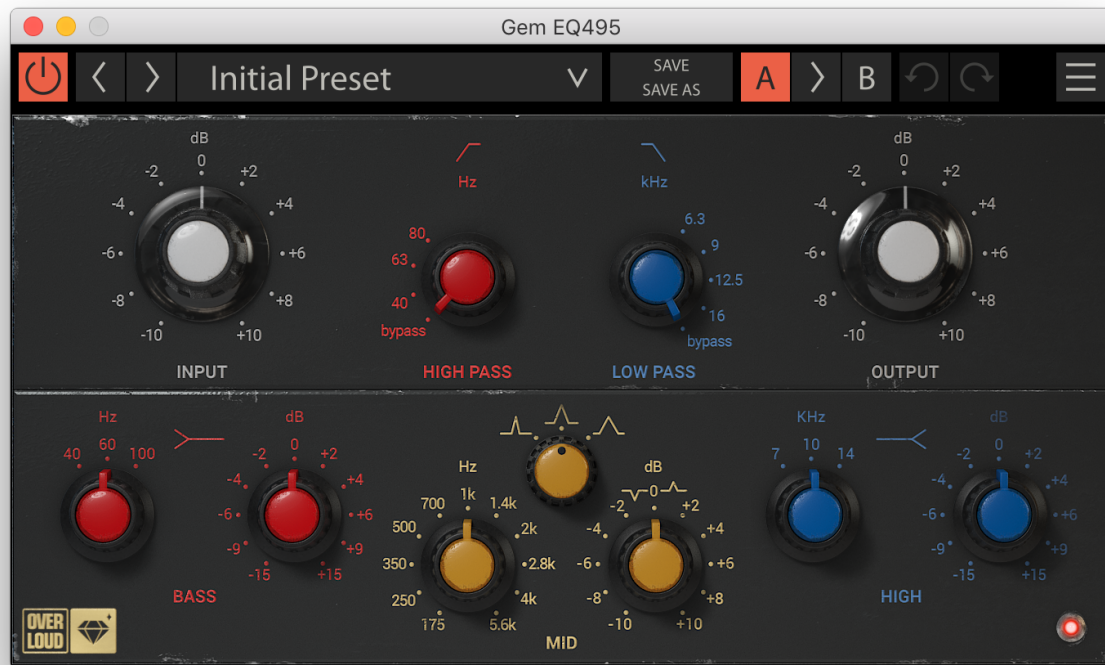 Gem EQ495
Initial Preset
SAVE
SAVE AS
A
B
dB
-10 -8 -6 -4 -2 0 +2 +4 +6 +8 +10
INPUT
Hz
bypass 40 63 80
HIGH PASS
kHz
6.3 9 12.5 16 bypass
LOW PASS
dB
-10 -8 -6 -4 -2 0 +2 +4 +6 +8 +10
OUTPUT
Hz
40 60 100
dB
-15 -9 -6 -4 -2 0 +2 +4 +6 +9 +15
BASS
Hz
175 250 350 500 700 1k 1.4k 2k 2.8k 4k 5.6k
dB
-10 -8 -6 -4 -2 0 +2 +4 +6 +8 +10
MID
KHz
7 10 14
dB
-15 -9 -6 -4 -2 0 +2 +4 +6 +9 +15
HIGH
OVER
LOUD